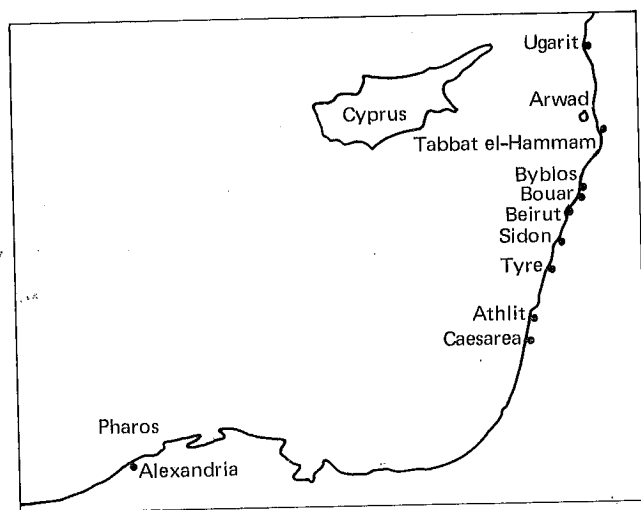 Ugarit
Arwad
Cyprus
Tabbat el-Hammam
Byblos
Bouar
Beirut
Sidon
Tyre
Athlit
Caesarea
Pharos
Alexandria